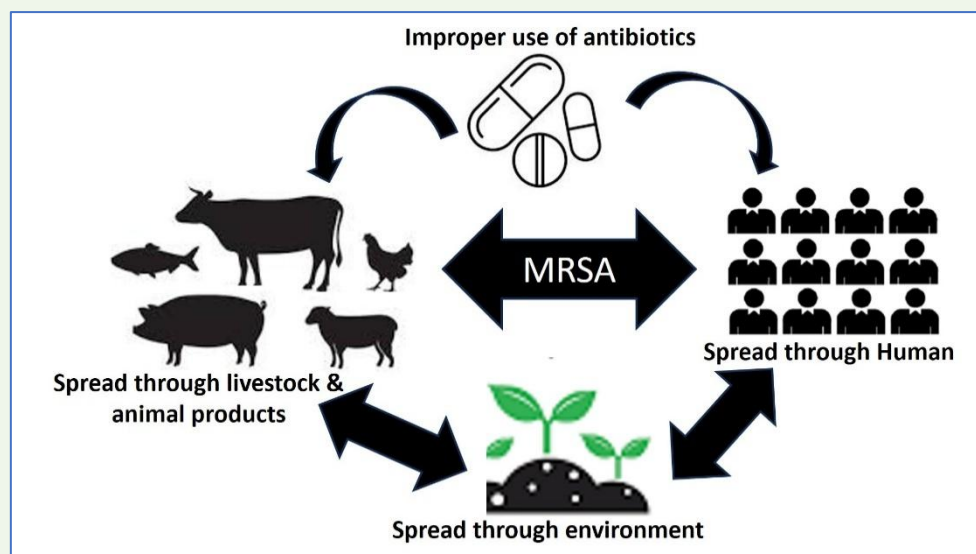 Improper use of antibiotics
MRSA
Spread through Human
Spread through livestock &
animal products
Spread through environment